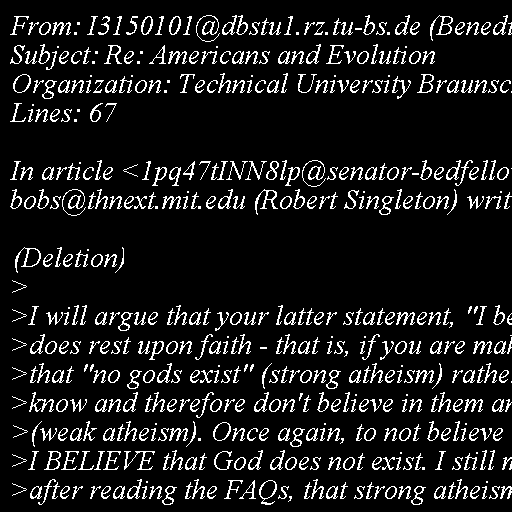 From: I3150101@dbstu1.rz.tu-bs.de (Bened
Subject: Re: Americans and Evolution
Organization: Technical University Braunsc
Lines: 67

In article <1pq47tINN8lp@senator-bedfello
bobs@thnext.mit.edu (Robert Singleton) writ

(Deletion)
>
>I will argue that your latter statement, "I be
>does rest upon faith - that is, if you are mak
>that "no gods exist" (strong atheism) rathe
>know and therefore don't believe in them an
>(weak atheism). Once again, to not believe
>I BELIEVE that God does not exist. I still m
>after reading the FAQs, that strong atheism